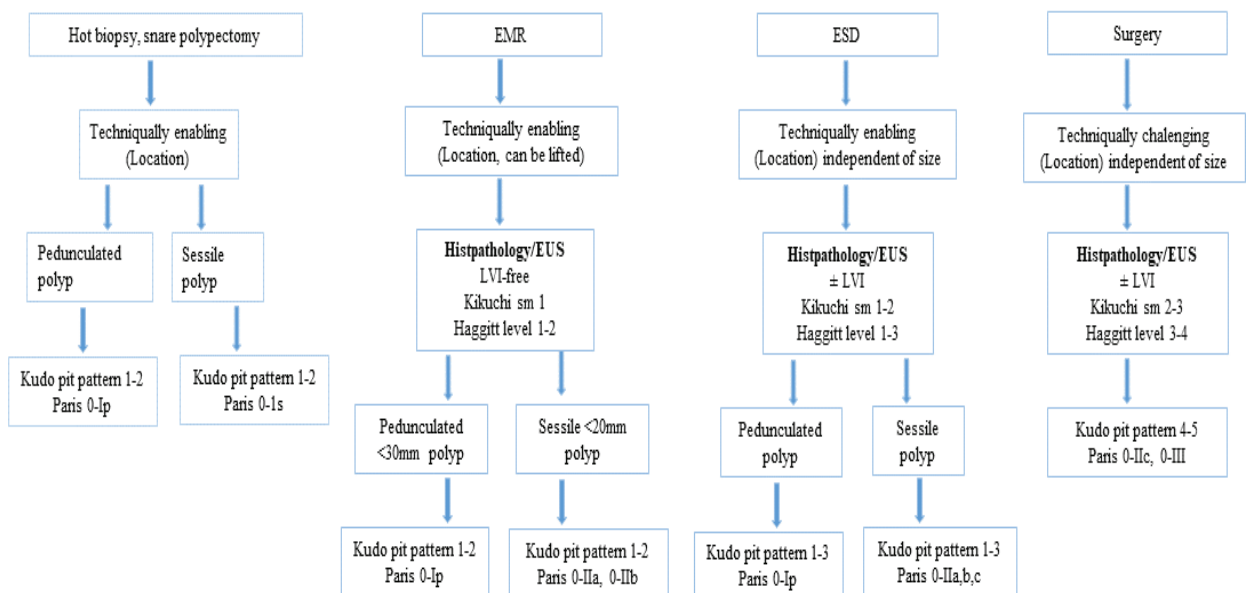 Hot biopsy, snare polypectomy
Techniqually enabling
(Location)
Pedunculated
polyp
Sessile
polyp
Kudo pit pattern 1-2
Paris 0-Ip
Kudo pit pattern 1-2
Paris 0-1s
EMR
Techniqually enabling
(Location, can be lifted)
Histpathology/EUS
LVI-free
Kikuchi sm 1
Haggitt level 1-2
Pedunculated
<30mm polyp
Sessile <20mm
polyp
Kudo pit pattern 1-2
Paris 0-Ip
Kudo pit pattern 1-2
Paris 0-IIa, 0-IIb
ESD
Techniqually enabling
(Location) independent of size
Histpathology/EUS
± LVI
Kikuchi sm 1-2
Haggitt level 1-3
Pedunculated
polyp
Sessile
polyp
Kudo pit pattern 1-3
Paris 0-Ip
Kudo pit pattern 1-3
Paris 0-IIa,b,c
Surgery
Techniqually chalenging
(Location) independent of size
Histpathology/EUS
± LVI
Kikuchi sm 2-3
Haggitt level 3-4
Kudo pit pattern 4-5
Paris 0-IIc, 0-III